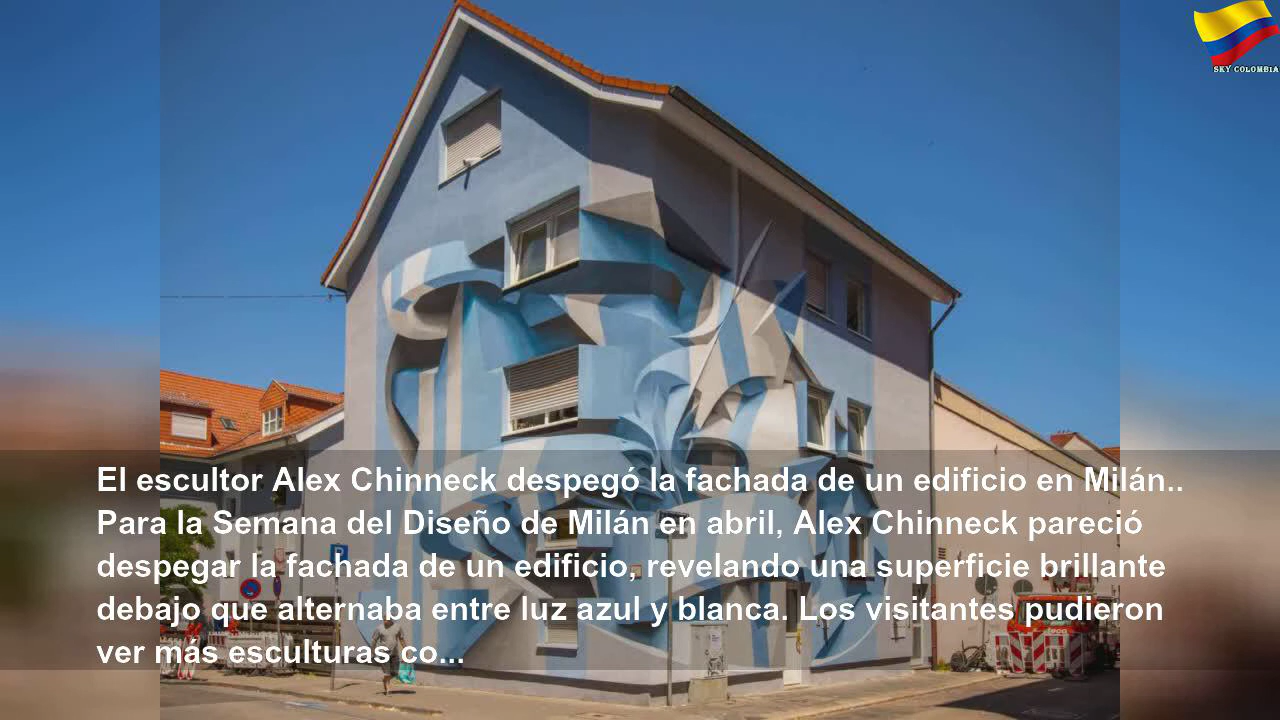 SKY COLOMBIA
El escultor Alex Chinneck despegó la fachada de un edificio en Milán..
Para la Semana del Diseño de Milán en abril, Alex Chinneck pareció
despegar la fachada de un edificio, revelando una superficie brillante
debajo que alternaba entre luz azul y blanca. Los visitantes pudieron
ver más esculturas co...
P